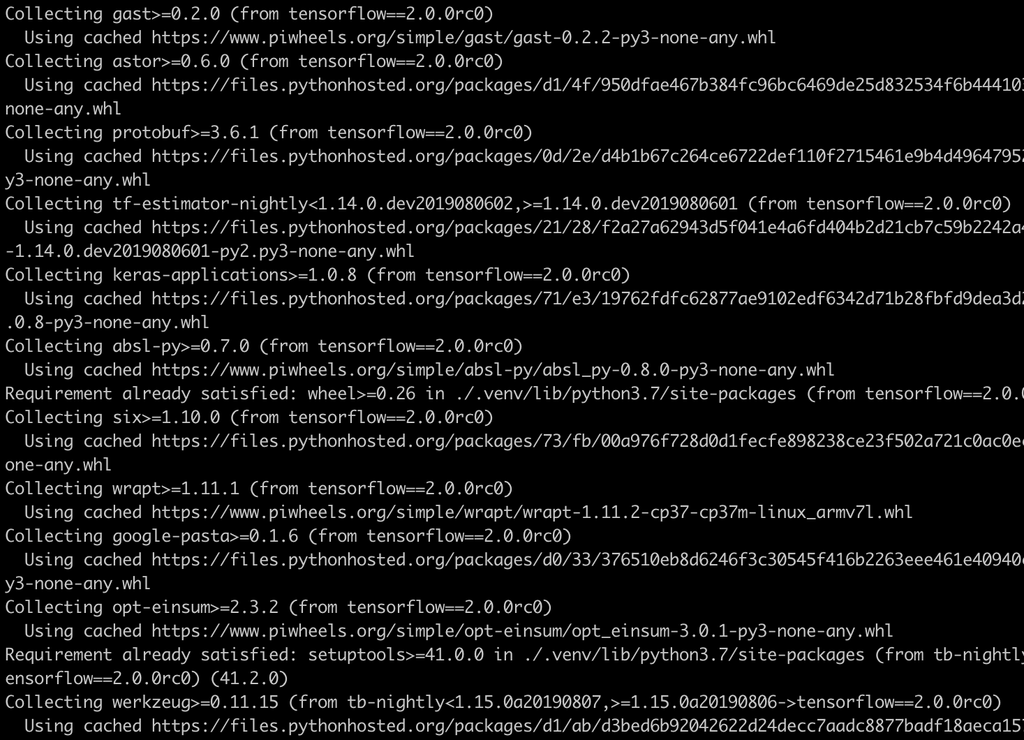 Collecting gast>=0.2.0 (from tensorflow==2.0.0rc0)
  Using cached https://www.piwheels.org/simple/gast/gast-0.2.2-py3-none-any.whl
Collecting astor>=0.6.0 (from tensorflow==2.0.0rc0)
  Using cached https://files.pythonhosted.org/packages/d1/4f/950dfae467b384fc96bc6469de25d832534f6b444103
none-any.whl
Collecting protobuf>=3.6.1 (from tensorflow==2.0.0rc0)
  Using cached https://files.pythonhosted.org/packages/0d/2e/d4b1b67c264ce6722def110f2715461e9b4d49647952
y3-none-any.whl
Collecting tf-estimator-nightly<1.14.0.dev2019080602,>=1.14.0.dev2019080601 (from tensorflow==2.0.0rc0)
  Using cached https://files.pythonhosted.org/packages/21/28/f2a27a62943d5f041e4a6fd404b2d21cb7c59b2242a4
-1.14.0.dev2019080601-py2.py3-none-any.whl
Collecting keras-applications>=1.0.8 (from tensorflow==2.0.0rc0)
  Using cached https://files.pythonhosted.org/packages/71/e3/19762fdfc62877ae9102edf6342d71b28fbfd9dea3d2
.0.8-py3-none-any.whl
Collecting absl-py>=0.7.0 (from tensorflow==2.0.0rc0)
  Using cached https://www.piwheels.org/simple/absl-py/absl_py-0.8.0-py3-none-any.whl
Requirement already satisfied: wheel>=0.26 in ./.venv/lib/python3.7/site-packages (from tensorflow==2.0.0
Collecting six>=1.10.0 (from tensorflow==2.0.0rc0)
  Using cached https://files.pythonhosted.org/packages/73/fb/00a976f728d0d1fecfe898238ce23f502a721c0ac0ec
one-any.whl
Collecting wrapt>=1.11.1 (from tensorflow==2.0.0rc0)
  Using cached https://www.piwheels.org/simple/wrapt/wrapt-1.11.2-cp37-cp37m-linux_armv7l.whl
Collecting google-pasta>=0.1.6 (from tensorflow==2.0.0rc0)
  Using cached https://files.pythonhosted.org/packages/d0/33/376510eb8d6246f3c30545f416b2263eee461e40940c
y3-none-any.whl
Collecting opt-einsum>=2.3.2 (from tensorflow==2.0.0rc0)
  Using cached https://www.piwheels.org/simple/opt-einsum/opt_einsum-3.0.1-py3-none-any.whl
Requirement already satisfied: setuptools>=41.0.0 in ./.venv/lib/python3.7/site-packages (from tb-nightly
ensorflow==2.0.0rc0) (41.2.0)
Collecting werkzeug>=0.11.15 (from tb-nightly<1.15.0a20190807,>=1.15.0a20190806->tensorflow==2.0.0rc0)
  Using cached https://files.pythonhosted.org/packages/d1/ab/d3bed6b92042622d24decc7aadc8877badf18aeca157